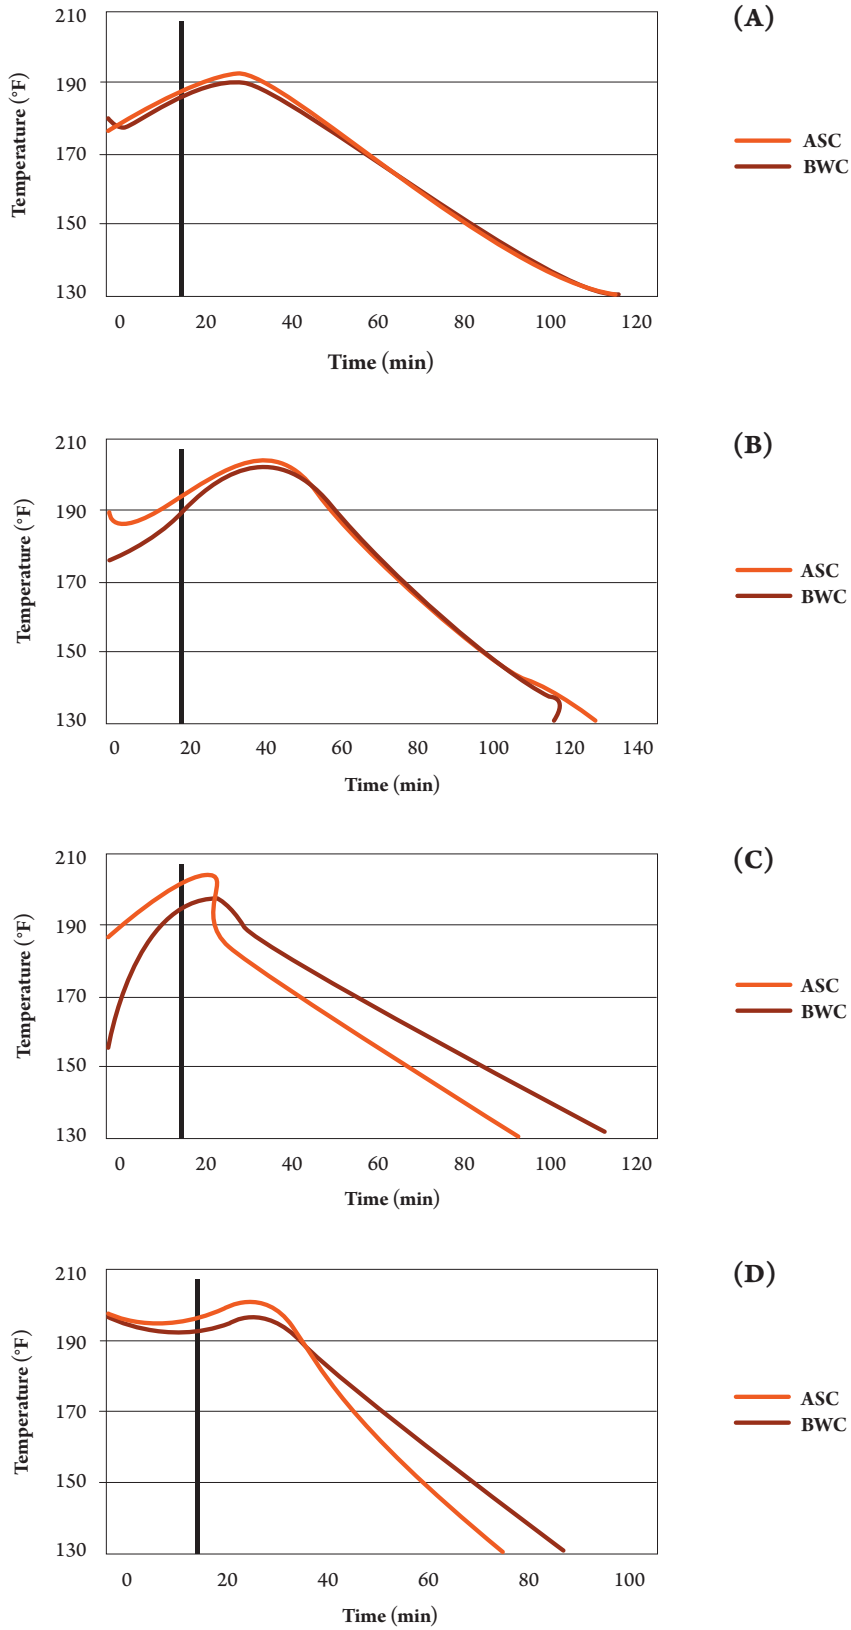 (A)
210
190
170
150
130
Temperature (°F)
0 20 40 60 80 100 120
Time (min)
ASC
BWC
(B)
210
190
170
150
130
Temperature (°F)
0 20 40 60 80 100 120 140
Time (min)
ASC
BWC
(C)
210
190
170
150
130
Temperature (°F)
0 20 40 60 80 100 120
Time (min)
ASC
BWC
(D)
210
190
170
150
130
Temperature (°F)
0 20 40 60 80 100
Time (min)
ASC
BWC